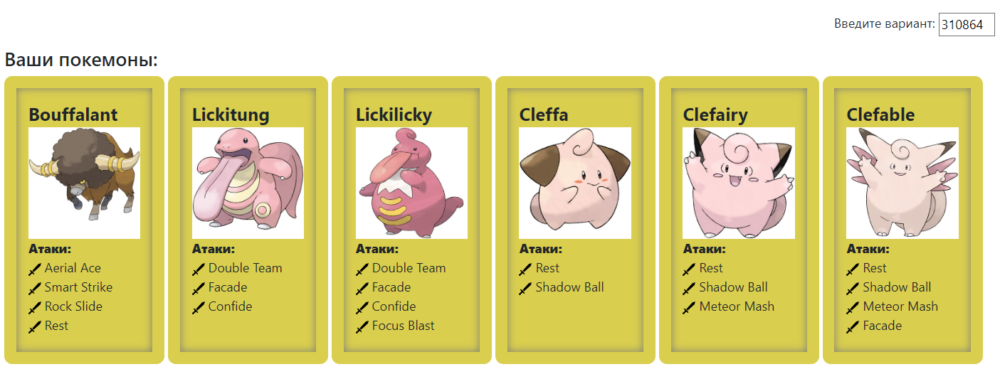 Введите вариант: 310864
Ваши покемоны:
Bouffalant
Атаки:
Aerial Ace
Smart Strike
Rock Slide
Rest
Lickitung
Атаки:
Double Team
Facade
Confide
Lickilicky
Атаки:
Double Team
Facade
Confide
Focus Blast
Cleffa
Атаки:
Rest
Shadow Ball
Clefairy
Атаки:
Rest
Shadow Ball
Meteor Mash
Clefable
Атаки:
Rest
Shadow Ball
Meteor Mash
Facade